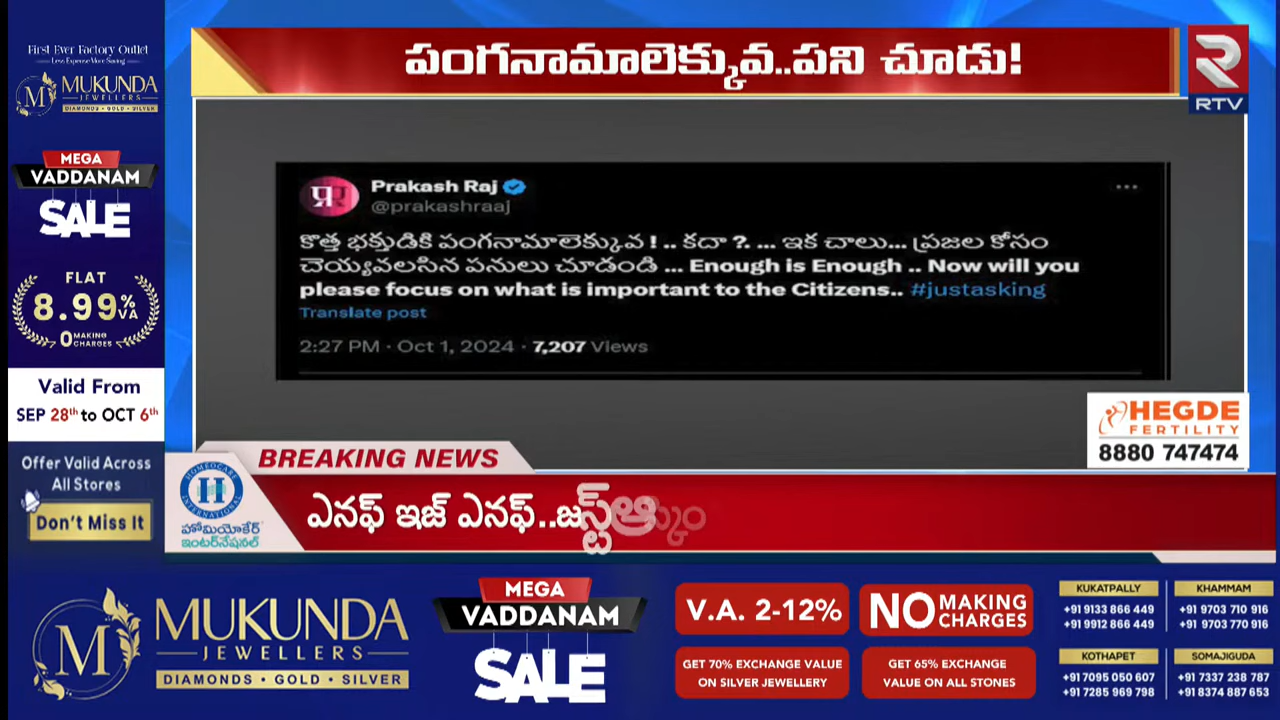 First Ever Factory Outlet
Less Expense More Saving
MUKUNDA
JEWELLERS
DIAMONDS • GOLD • SILVER
MEGA
VADDANAM
SALE
FLAT
8.99% VA
0 MAKING CHARGES
Valid From
SEP 28th to OCT 6th
Offer Valid Across
All Stores
Don't Miss It
పంగనామాలెక్కువ..పని చూడు!
RTV
Prakash Raj
@prakashraaj
కొత్త భక్తుడికి పంగనామాలెక్కువ ! .. కదా ?. ... ఇక చాలు... ప్రజల కోసం
చెయ్యవలసిన పనులు చూడండి ... Enough is Enough .. Now will you
please focus on what is important to the Citizens.. #justasking
Translate post
2:27 PM · Oct 1, 2024 · 7,207 Views
HEGDE
FERTILITY
8880 747474
BREAKING NEWS
HOMEOCARE
INTERNATIONAL
హోమియోకేర్
ఇంటర్నేషనల్
ఎనఫ్ ఇజ్ ఎనఫ్..జస్ట్
MUKUNDA
JEWELLERS
DIAMONDS • GOLD • SILVER
MEGA
VADDANAM
SALE
V.A. 2-12%
NO MAKING CHARGES
GET 70% EXCHANGE VALUE
ON SILVER JEWELLERY
GET 65% EXCHANGE
VALUE ON ALL STONES
KUKATPALLY
+91 9133 866 449
+91 9912 866 449
KHAMMAM
+91 9703 710 916
+91 9703 770 916
KOTHAPET
+91 7095 050 607
+91 7285 969 798
SOMAJIGUDA
+91 7337 238 787
+91 8374 887 653